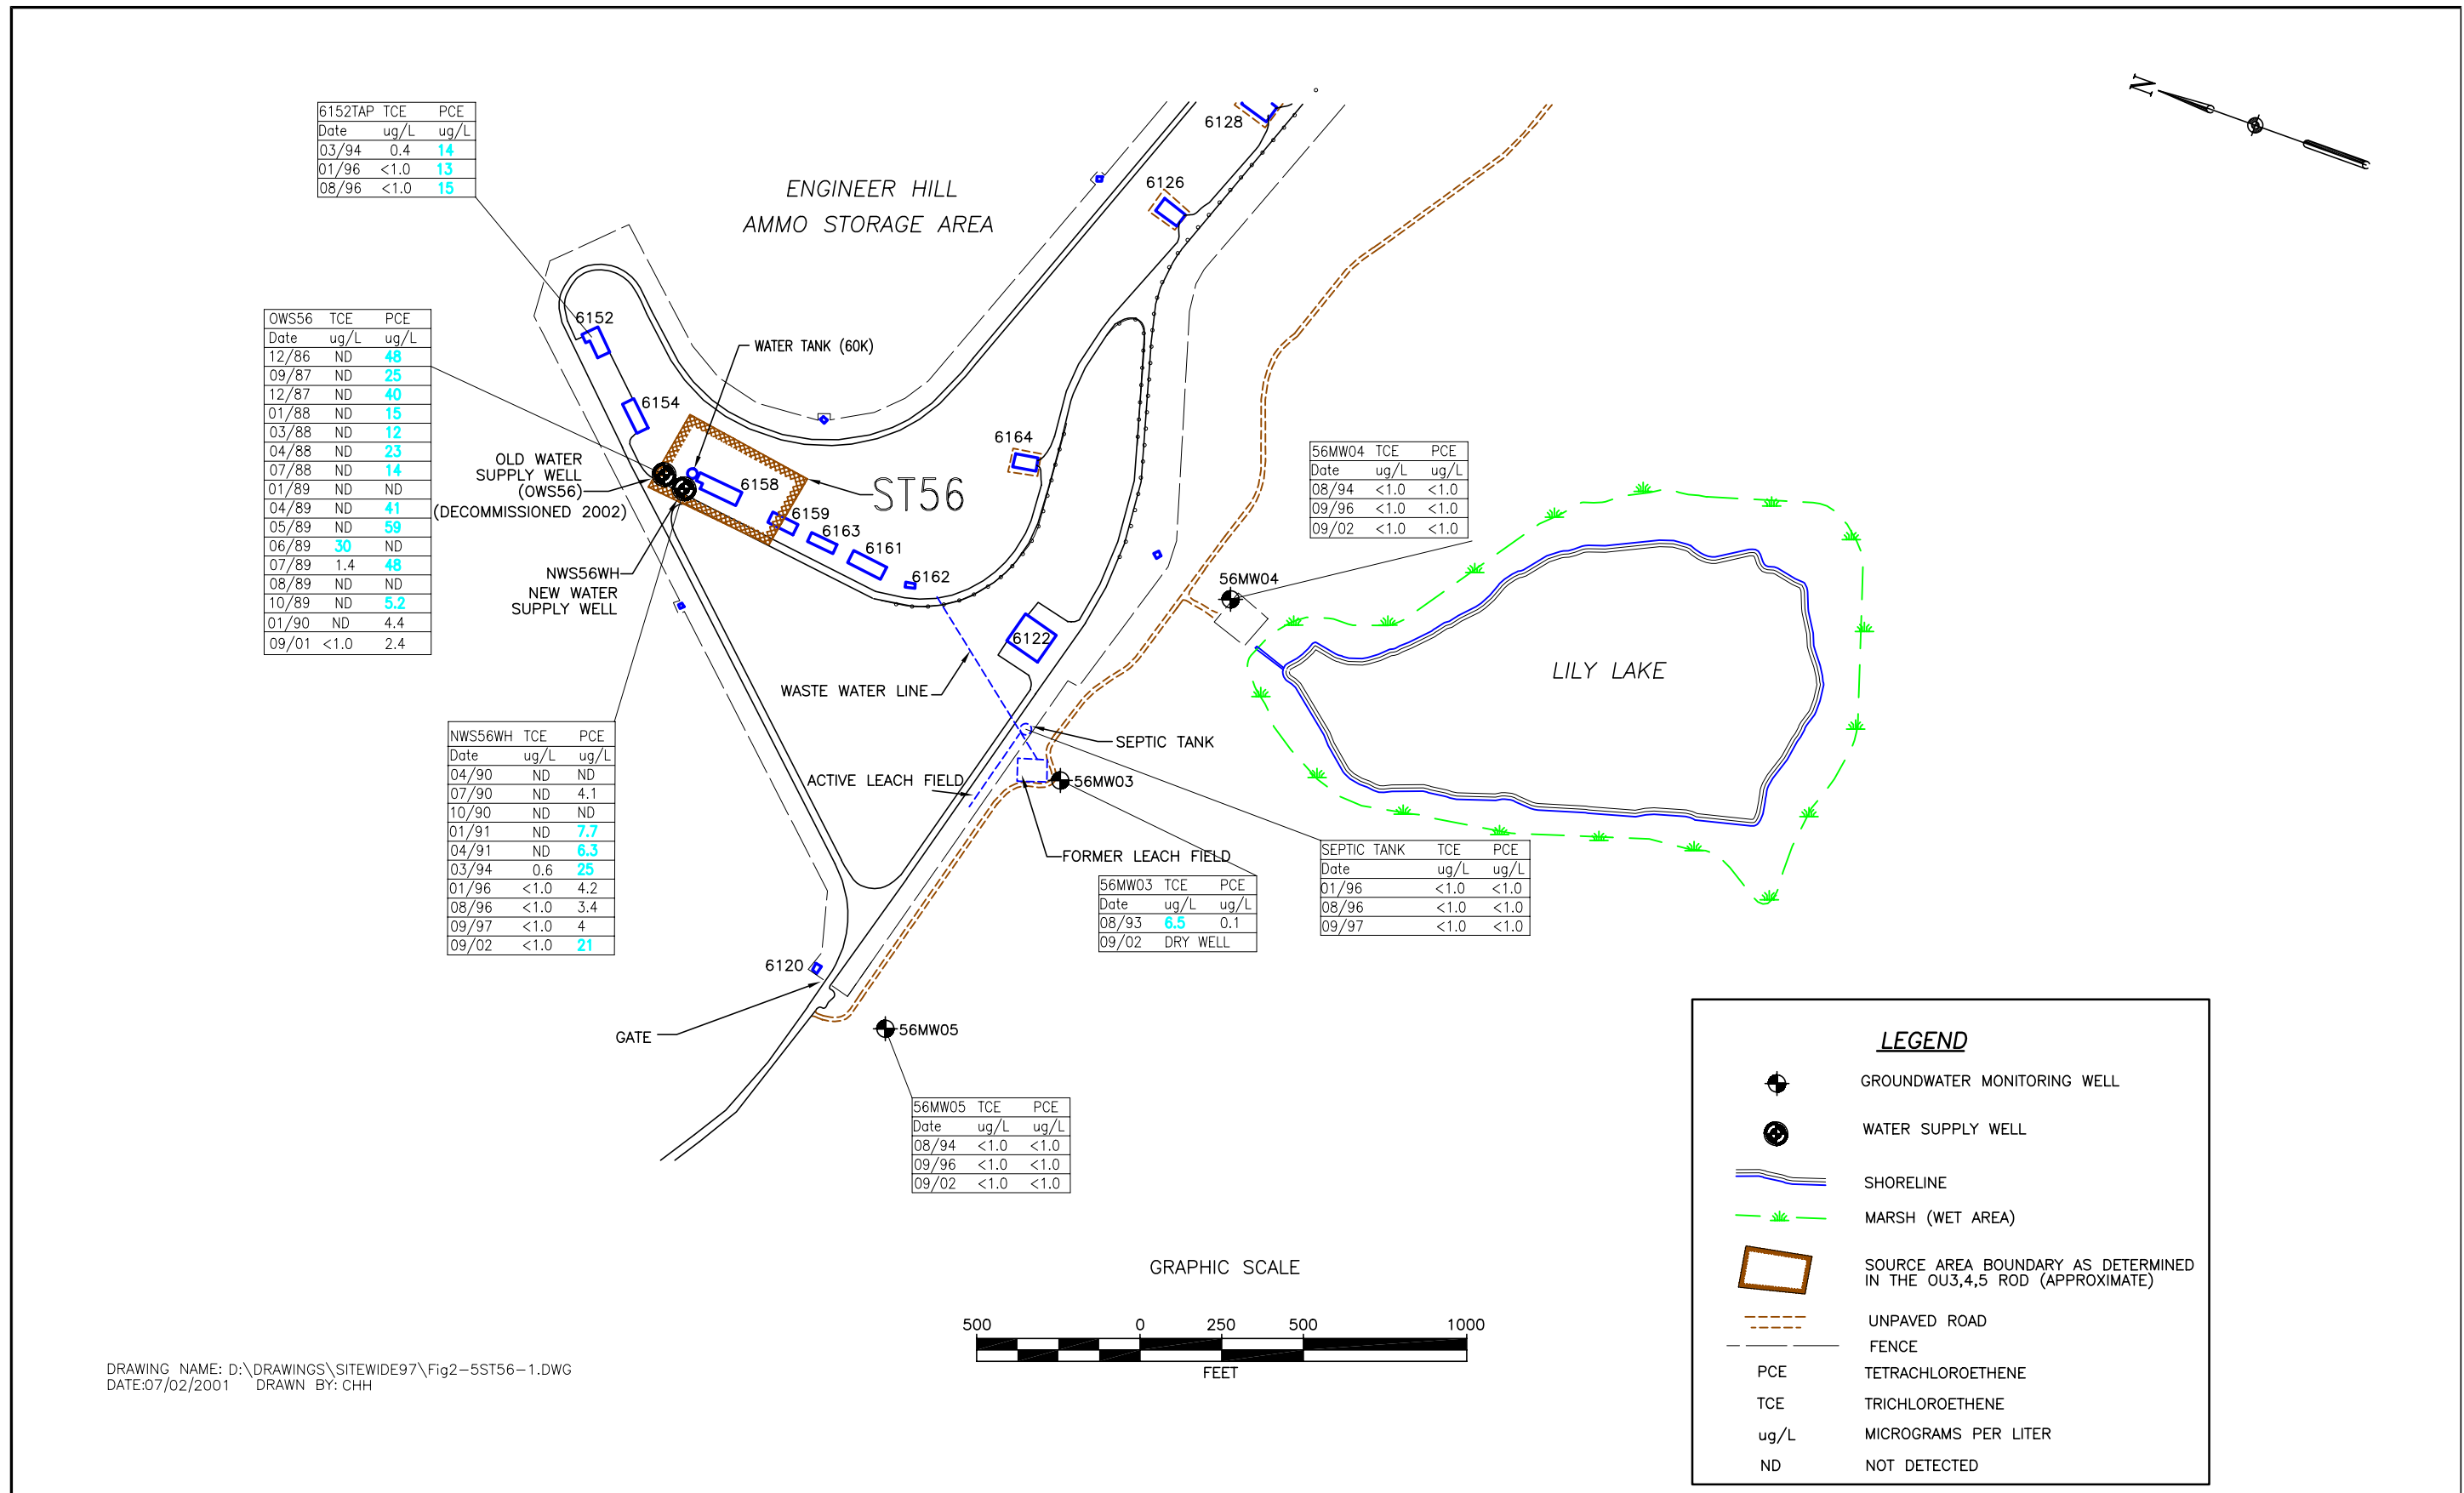 N
6152TAP TCE PCE
Date ug/L ug/L
03/94 0.4 14
01/96 <1.0 13
08/96 <1.0 15
ENGINEER HILL
AMMO STORAGE AREA
6128
6126
OWS56 TCE PCE
Date ug/L ug/L
12/86 ND 48
09/87 ND 25
12/87 ND 40
01/88 ND 15
03/88 ND 12
04/88 ND 23
07/88 ND 14
01/89 ND ND
04/89 ND 41
05/89 ND 59
06/89 30 ND
07/89 1.4 48
08/89 ND ND
10/89 ND 5.2
01/90 ND 4.4
09/01 <1.0 2.4
6152
WATER TANK (60K)
6154
OLD WATER
SUPPLY WELL
(OWS56)
(DECOMMISSIONED 2002)
6158
ST56
6164
6159
6163
6161
6162
NWS56WH
NEW WATER
SUPPLY WELL
56MW04 TCE PCE
Date ug/L ug/L
08/94 <1.0 <1.0
09/96 <1.0 <1.0
09/02 <1.0 <1.0
56MW04
6122
LILY LAKE
WASTE WATER LINE
SEPTIC TANK
ACTIVE LEACH FIELD
56MW03
FORMER LEACH FIELD
NWS56WH TCE PCE
Date ug/L ug/L
04/90 ND ND
07/90 ND 4.1
10/90 ND ND
01/91 ND 7.7
04/91 ND 6.3
03/94 0.6 25
01/96 <1.0 4.2
08/96 <1.0 3.4
09/97 <1.0 4
09/02 <1.0 21
56MW03 TCE PCE
Date ug/L ug/L
08/93 6.5 0.1
09/02 DRY WELL
SEPTIC TANK TCE PCE
Date ug/L ug/L
01/96 <1.0 <1.0
08/96 <1.0 <1.0
09/97 <1.0 <1.0
6120
GATE
56MW05
56MW05 TCE PCE
Date ug/L ug/L
08/94 <1.0 <1.0
09/96 <1.0 <1.0
09/02 <1.0 <1.0
LEGEND
GROUNDWATER MONITORING WELL
WATER SUPPLY WELL
SHORELINE
MARSH (WET AREA)
SOURCE AREA BOUNDARY AS DETERMINED
IN THE OU3,4,5 ROD (APPROXIMATE)
UNPAVED ROAD
FENCE
PCE TETRACHLOROETHENE
TCE TRICHLOROETHENE
ug/L MICROGRAMS PER LITER
ND NOT DETECTED
GRAPHIC SCALE
500 0 250 500 1000
FEET
DRAWING NAME: D:\DRAWINGS\SITEWIDE97\Fig2-5ST56-1.DWG
DATE:07/02/2001 DRAWN BY: CHH